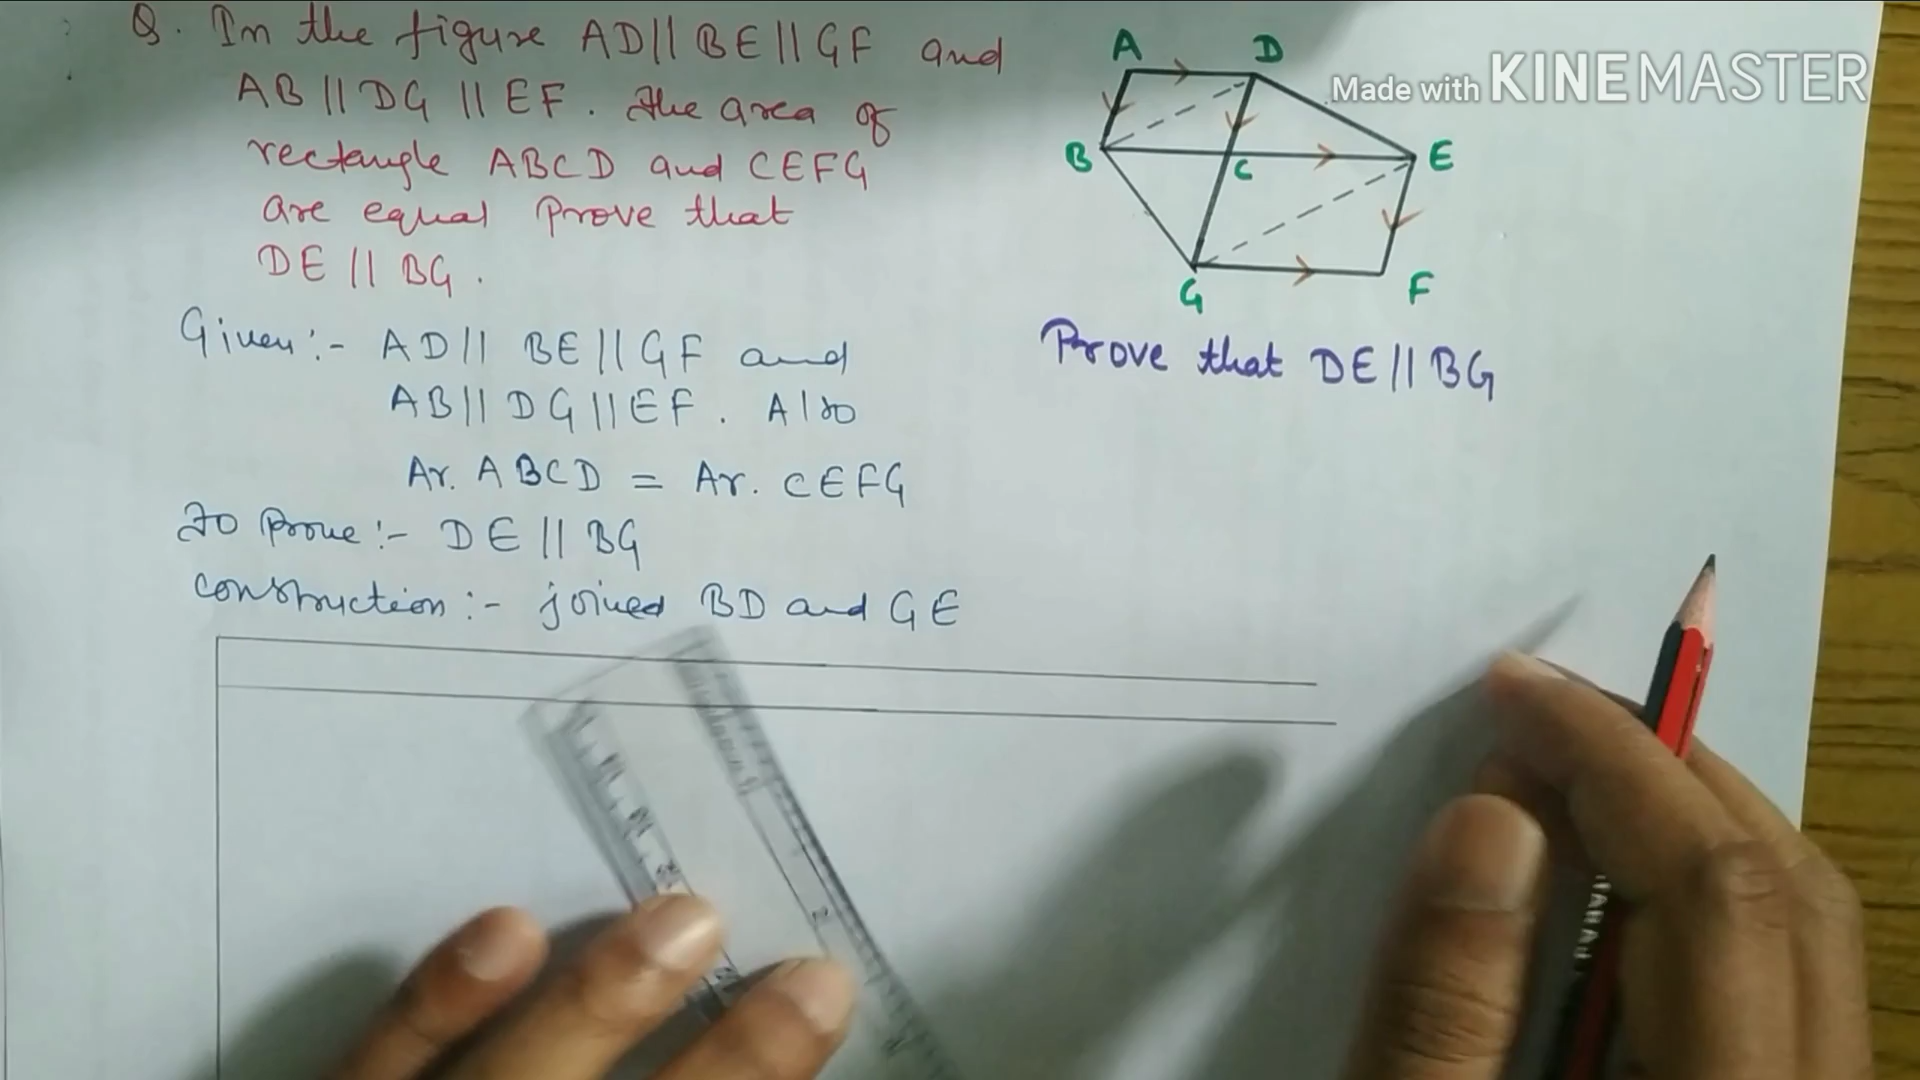 Q. In the figure AD || BE || GF and
AB || DG || EF. The area of
rectangle ABCD and CEFG
are equal Prove that
DE || BG.
A D
B C E
G F
Made with KINEMASTER
Prove that DE || BG
Given :- AD || BE || GF and
AB || DG || EF. Also
Ar. ABCD = Ar. CEFG
To Prove :- DE || BG
construction :- joined BD and GE